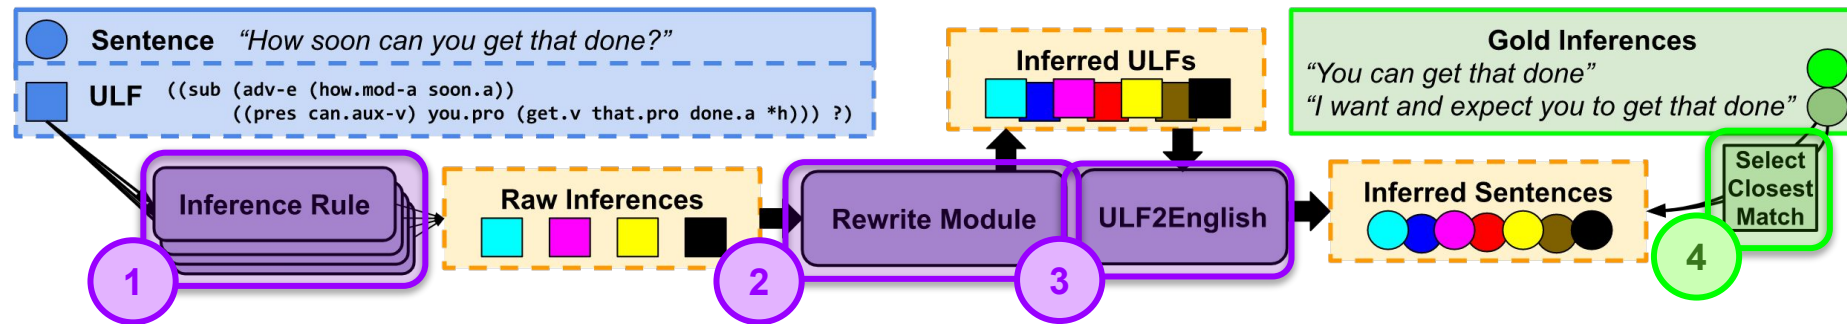 Sentence "How soon can you get that done?"
ULF ((sub (adv-e (how.mod-a soon.a))
((pres can.aux-v) you.pro (get.v that.pro done.a *h))) ?)
Inference Rule
1
Raw Inferences
2
Rewrite Module
Inferred ULFs
3
ULF2English
Inferred Sentences
Gold Inferences
"You can get that done"
"I want and expect you to get that done"
Select
Closest
Match
4